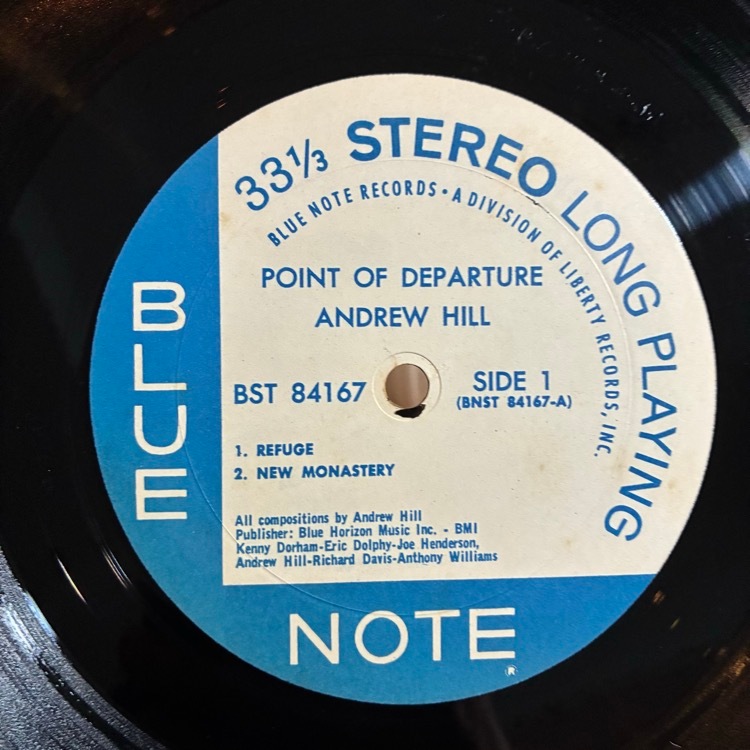 33⅓ STEREO LONG PLAYING
BLUE NOTE RECORDS • A DIVISION OF LIBERTY RECORDS, INC.
POINT OF DEPARTURE
ANDREW HILL
BST 84167
SIDE 1
(BNST 84167-A)
1. REFUGE
2. NEW MONASTERY
All compositions by Andrew Hill
Publisher: Blue Horizon Music Inc. - BMI
Kenny Dorham-Eric Dolphy-Joe Henderson,
Andrew Hill-Richard Davis-Anthony Williams
BLUE
NOTE
®